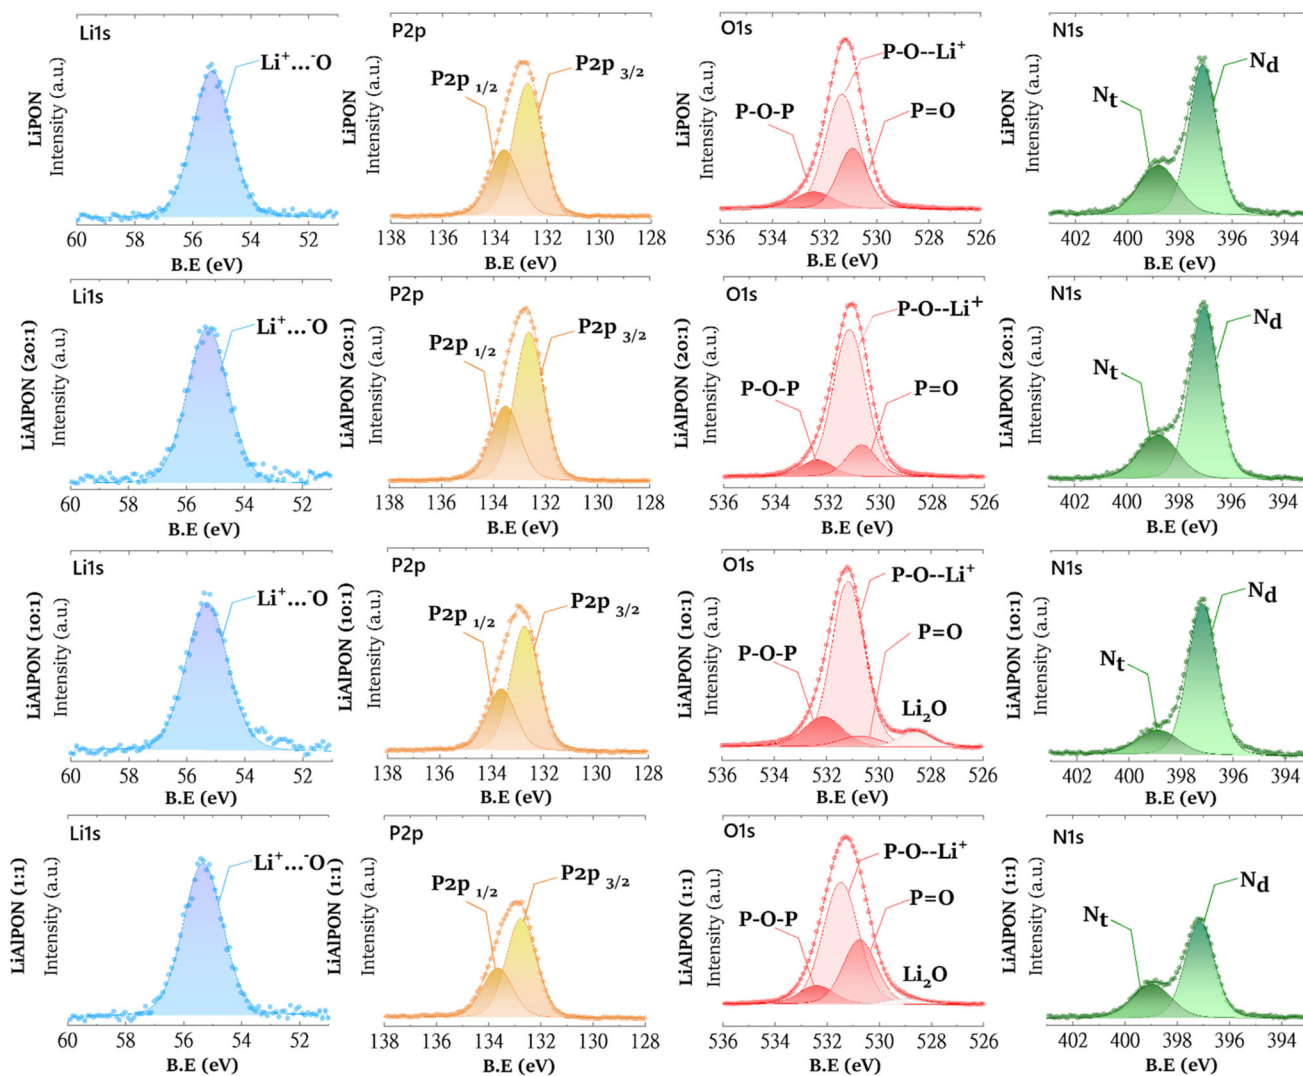 Li1s
Li⁺...⁻O
LiPON
Intensity (a.u.)
60 58 56 54 52
B.E (eV)
P2p
P2p 1/2
P2p 3/2
LiPON
Intensity (a.u.)
138 136 134 132 130 128
B.E (eV)
O1s
P-O--Li⁺
P-O-P
P=O
LiPON
Intensity (a.u.)
536 534 532 530 528 526
B.E (eV)
N1s
Nt
Nd
LiPON
Intensity (a.u.)
402 400 398 396 394
B.E (eV)
Li1s
Li⁺...⁻O
LiAlPON (20:1)
Intensity (a.u.)
60 58 56 54 52
B.E (eV)
P2p
P2p 1/2
P2p 3/2
LiAlPON (20:1)
Intensity (a.u.)
138 136 134 132 130 128
B.E (eV)
O1s
P-O--Li⁺
P-O-P
P=O
LiAlPON (20:1)
Intensity (a.u.)
536 534 532 530 528 526
B.E (eV)
N1s
Nt
Nd
LiAlPON (20:1)
Intensity (a.u.)
402 400 398 396 394
B.E (eV)
Li1s
Li⁺...⁻O
LiAlPON (10:1)
Intensity (a.u.)
60 58 56 54 52
B.E (eV)
P2p
P2p 1/2
P2p 3/2
LiAlPON (10:1)
Intensity (a.u.)
138 136 134 132 130 128
B.E (eV)
O1s
P-O--Li⁺
P=O
P-O-P
Li₂O
LiAlPON (10:1)
Intensity (a.u.)
536 534 532 530 528 526
B.E (eV)
N1s
Nt
Nd
LiAlPON (10:1)
Intensity (a.u.)
402 400 398 396 394
B.E (eV)
Li1s
Li⁺...⁻O
LiAlPON (1:1)
Intensity (a.u.)
60 58 56 54 52
B.E (eV)
P2p
P2p 1/2
P2p 3/2
LiAlPON (1:1)
Intensity (a.u.)
138 136 134 132 130 128
B.E (eV)
O1s
P-O--Li⁺
P=O
P-O-P
Li₂O
LiAlPON (1:1)
Intensity (a.u.)
536 534 532 530 528 526
B.E (eV)
N1s
Nt
Nd
LiAlPON (1:1)
Intensity (a.u.)
402 400 398 396 394
B.E (eV)